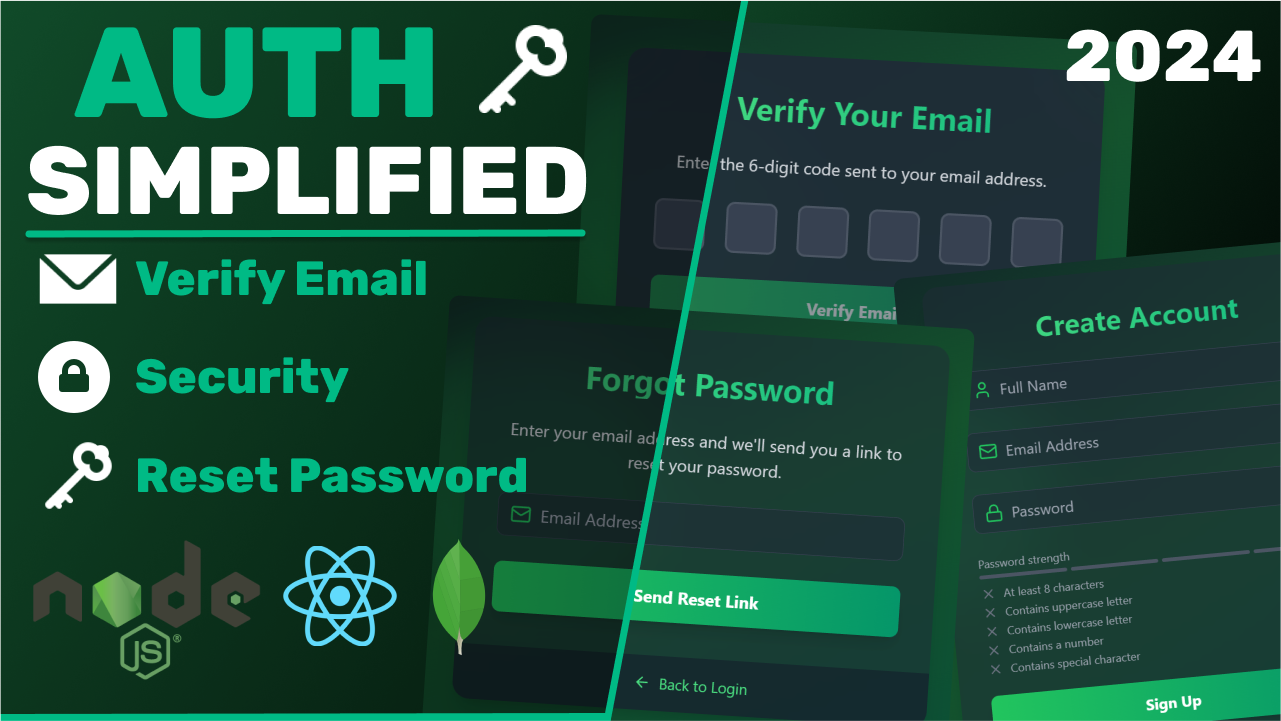 AUTH
SIMPLIFIED
Verify Email
Security
Reset Password
node
JS
®
2024
Verify Your Email
Enter the 6-digit code sent to your email address.
Verify Email
Forgot Password
Enter your email address and we'll send you a link to
reset your password.
Email Address
Send Reset Link
Back to Login
Create Account
Full Name
Email Address
Password
Password strength
At least 8 characters
Contains uppercase letter
Contains lowercase letter
Contains a number
Contains special character
Sign Up